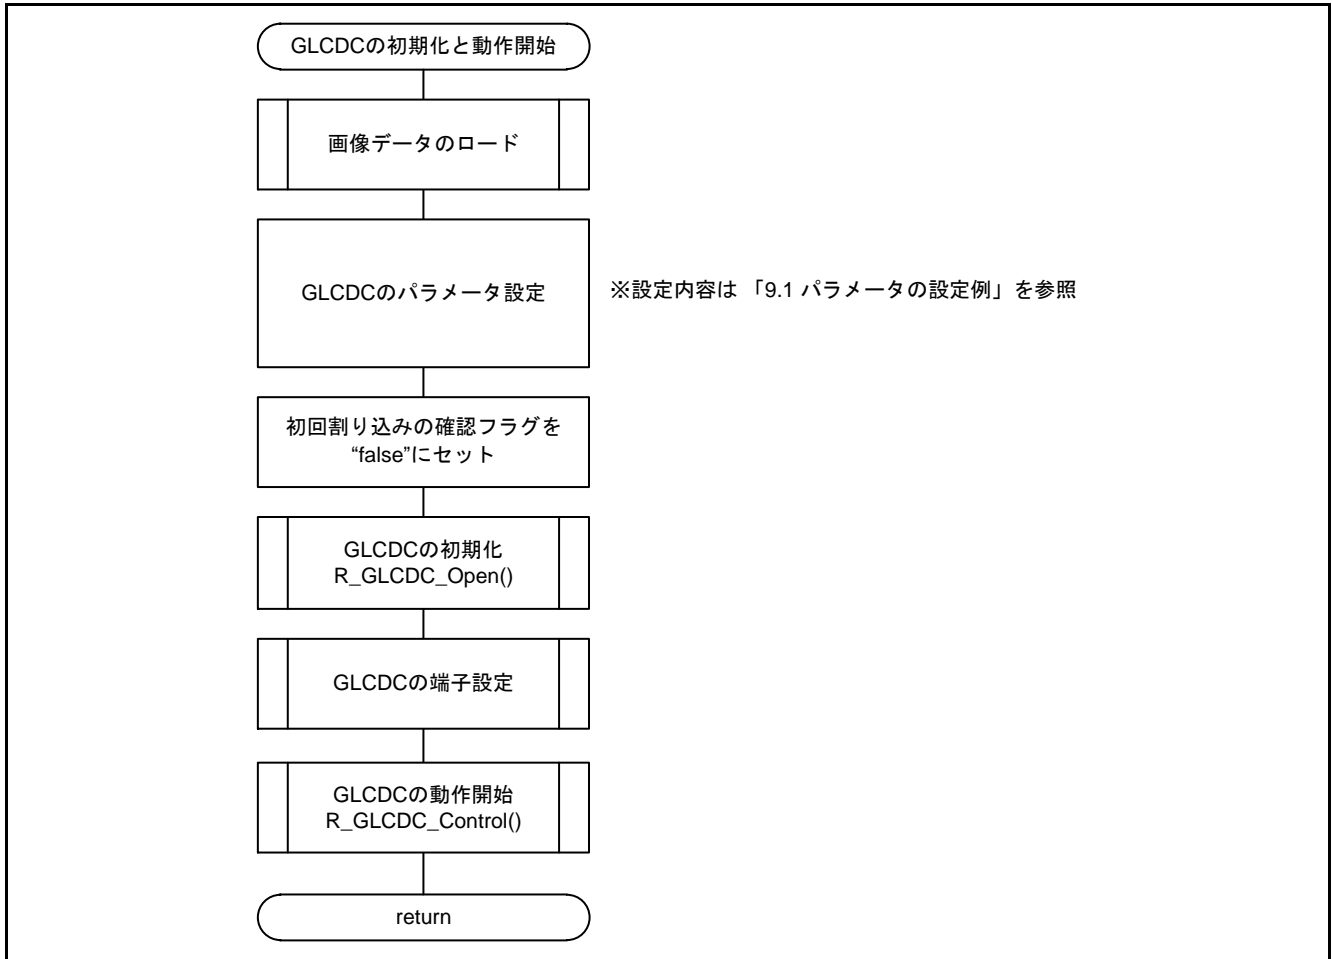 GLCDCの初期化と動作開始
画像データのロード
GLCDCのパラメータ設定
※設定内容は 「9.1 パラメータの設定例」を参照
初回割り込みの確認フラグを
“false”にセット
GLCDCの初期化
R_GLCDC_Open()
GLCDCの端子設定
GLCDCの動作開始
R_GLCDC_Control()
return